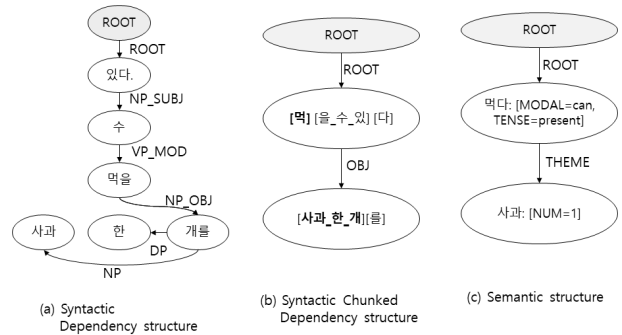 ROOT
ROOT
있다.
NP_SUBJ
수
VP_MOD
먹을
NP_OBJ
사과
한
개를
DP
NP
(a) Syntactic
Dependency structure
ROOT
ROOT
[먹] [을_수_있] [다]
OBJ
[사과_한_개][를]
(b) Syntactic Chunked
Dependency structure
ROOT
ROOT
먹다: [MODAL=can,
TENSE=present]
THEME
사과: [NUM=1]
(c) Semantic structure